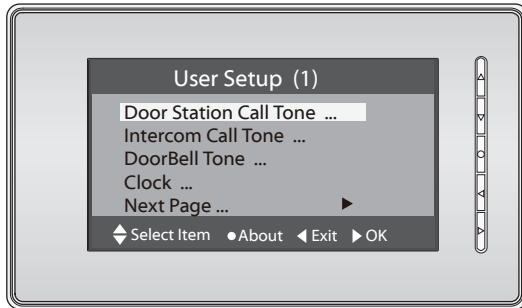 User Setup (1)
Door Station Call Tone ...
Intercom Call Tone ...
DoorBell Tone ...
Clock ...
Next Page ... ▶
Select Item ●About ◀Exit ▶OK